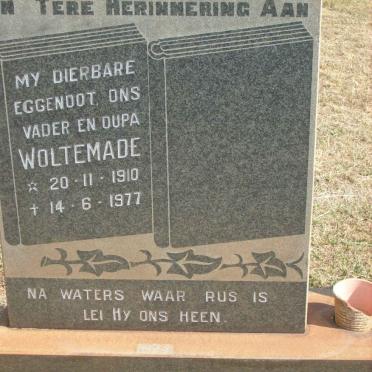 N TERE HERINNERING AAN
MY DIERBARE
EGGENOOT, ONS
VADER EN OUPA
WOLTEMADE
☆ 20-11-1910
✝ 14-6-1977
NA WATERS WAAR RUS IS
LEI HY ONS HEEN.